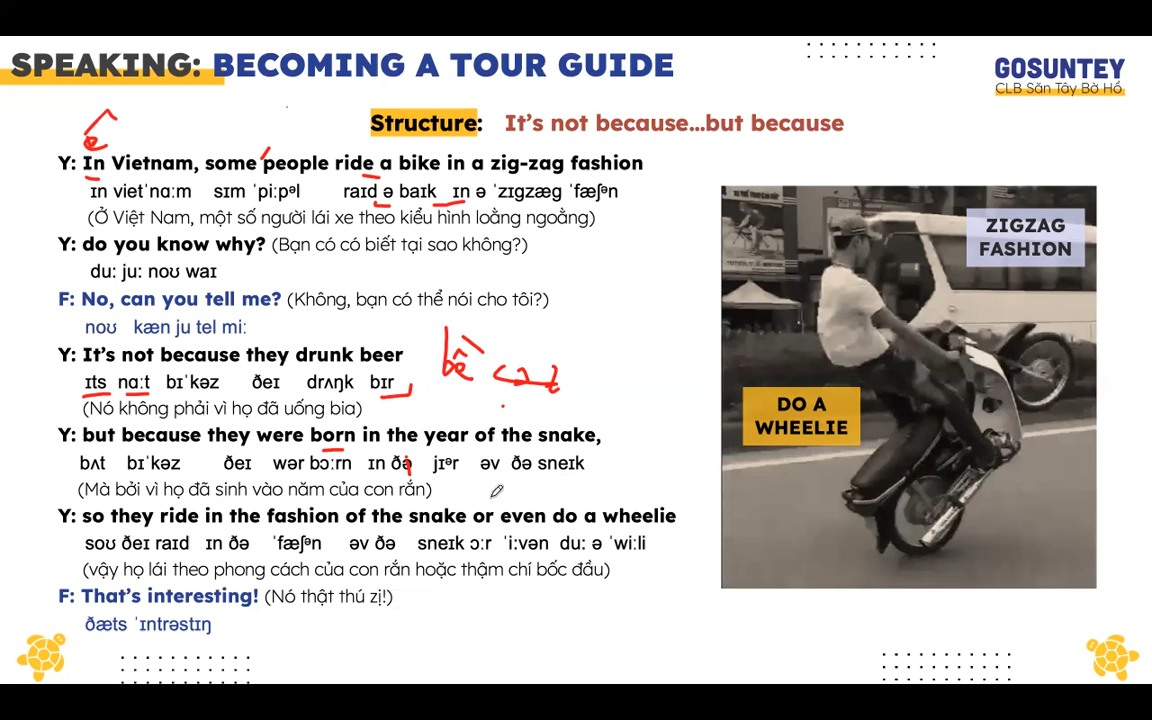 SPEAKING: BECOMING A TOUR GUIDE
GOSUNTEY
CLB Săn Tây Bờ Hồ
Structure: It's not because...but because
Y: In Vietnam, some people ride a bike in a zig-zag fashion
ɪn vietˈnɑːm sɪm ˈpiːpᵊl raɪd ə baɪk ɪn ə ˈzɪgzæg ˈfæʃᵊn
(Ở Việt Nam, một số người lái xe theo kiểu hình loằng ngoằng)
Y: do you know why? (Bạn có có biết tại sao không?)
duː juː noʊ waɪ
F: No, can you tell me? (Không, bạn có thể nói cho tôi?)
noʊ kæn ju tel miː
Y: It's not because they drunk beer
ɪts nɑːt bɪˈkəz ðeɪ drʌŋk bɪr
(Nó không phải vì họ đã uống bia)
Y: but because they were born in the year of the snake,
bʌt bɪˈkəz ðeɪ wər bɔːrn ɪn ðə jɪᵊr əv ðə sneɪk
(Mà bởi vì họ đã sinh vào năm của con rắn)
Y: so they ride in the fashion of the snake or even do a wheelie
soʊ ðeɪ raɪd ɪn ðə ˈfæʃᵊn əv ðə sneɪk ɔːr ˈiːvən duː ə ˈwiːli
(vậy họ lái theo phong cách của con rắn hoặc thậm chí bốc đầu)
F: That's interesting! (Nó thật thú zị!)
ðæts ˈɪntrəstɪŋ
ZIGZAG
FASHION
DO A
WHEELIE